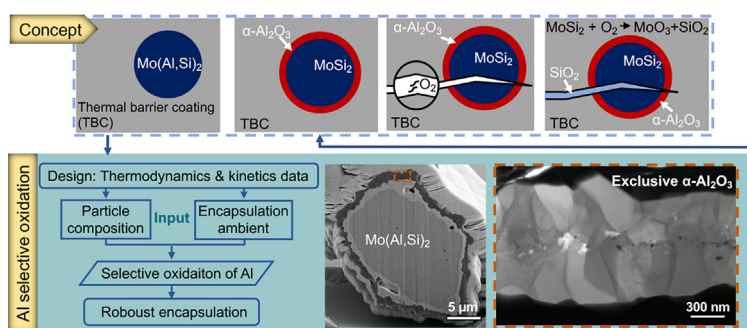 Concept
Mo(Al,Si)₂
Thermal barrier coating
(TBC)
α-Al₂O₃
MoSi₂
TBC
α-Al₂O₃
MoSi₂
O₂
TBC
MoSi₂ + O₂ → MoO₃+SiO₂
SiO₂
MoSi₂
TBC
α-Al₂O₃
Al selective oxidation
Design: Thermodynamics & kinetics data
Particle
composition
Input
Encapsulation
ambient
Selective oxidaiton of Al
Roboust encapsulation
Mo(Al,Si)₂
5 µm
Exclusive α-Al₂O₃
300 nm